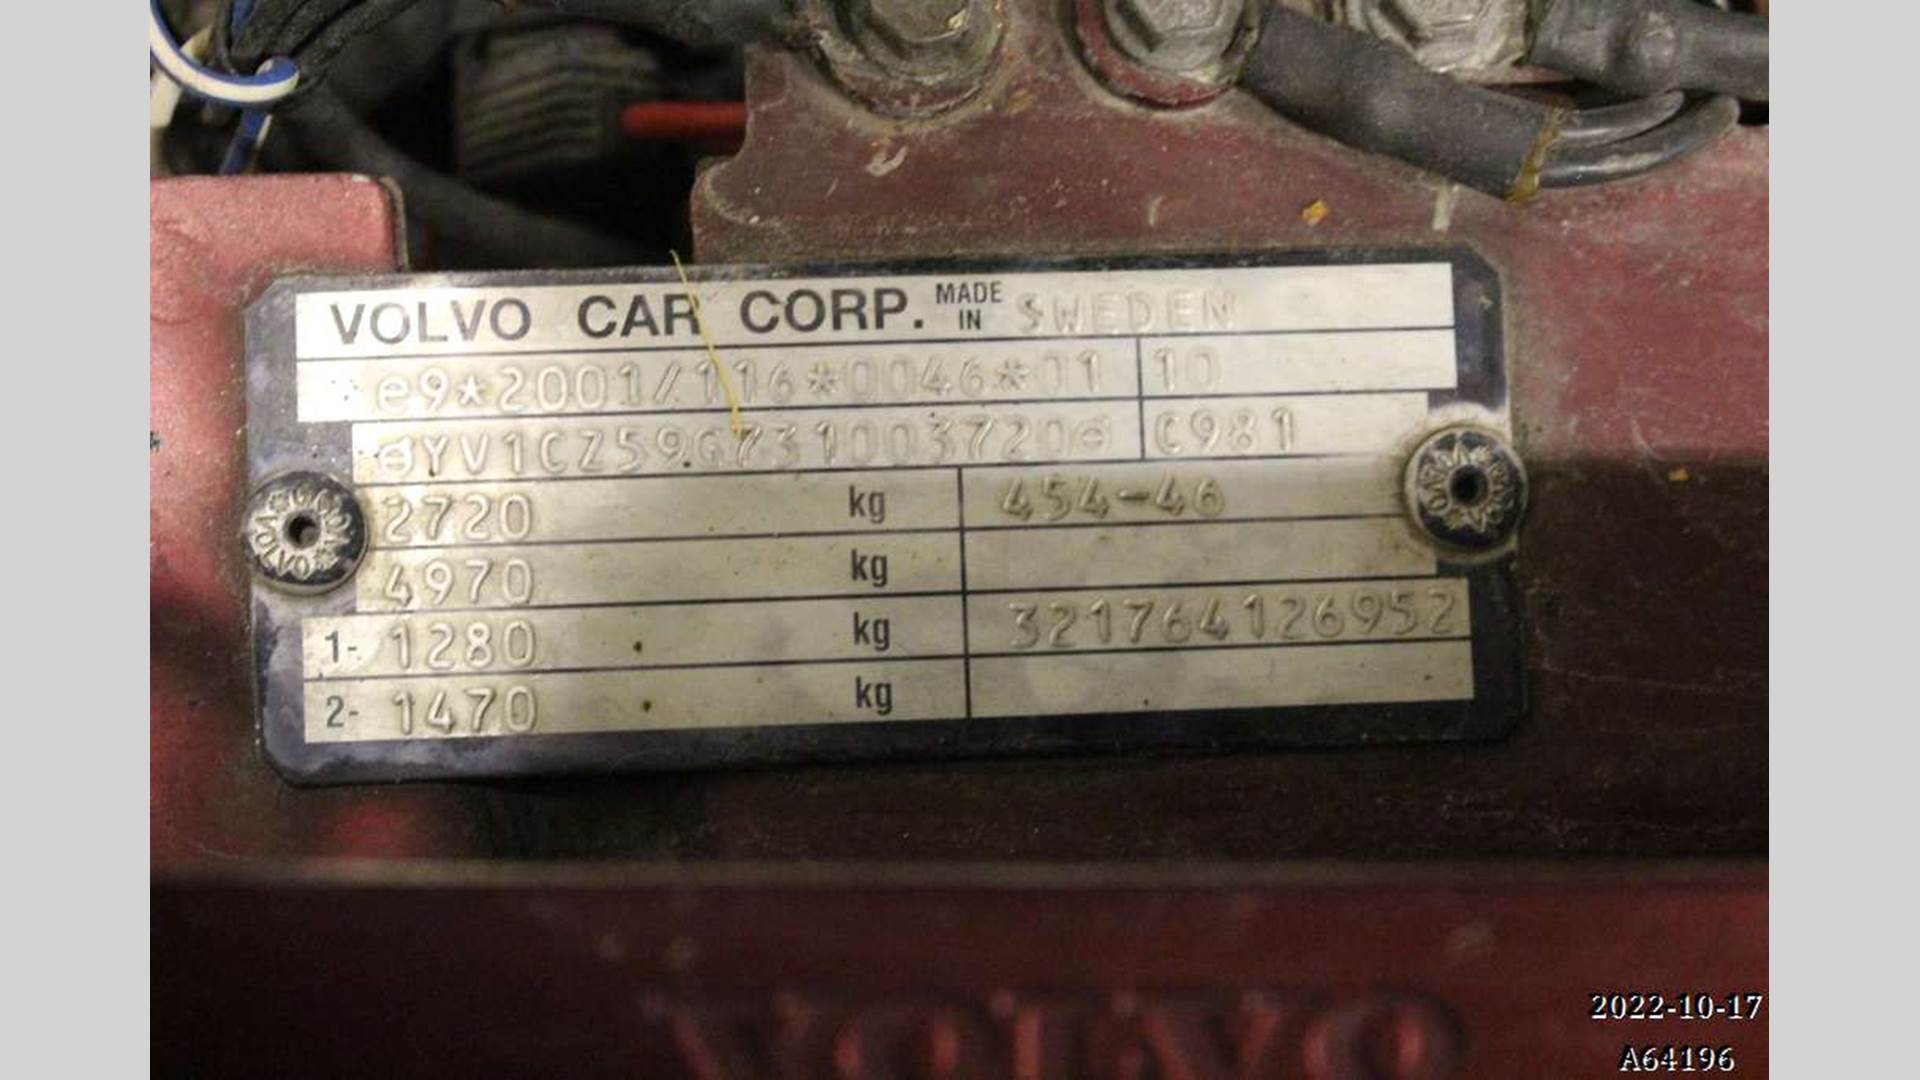 VOLVO CAR CORP. MADE IN SWEDEN
e9*2001/116*0046*01 10
YV1CZ59G731003720 C981
2720 kg 454-46
4970 kg
1- 1280 kg 321764126952
2- 1470 kg
VOLVO
2022-10-17
A64196